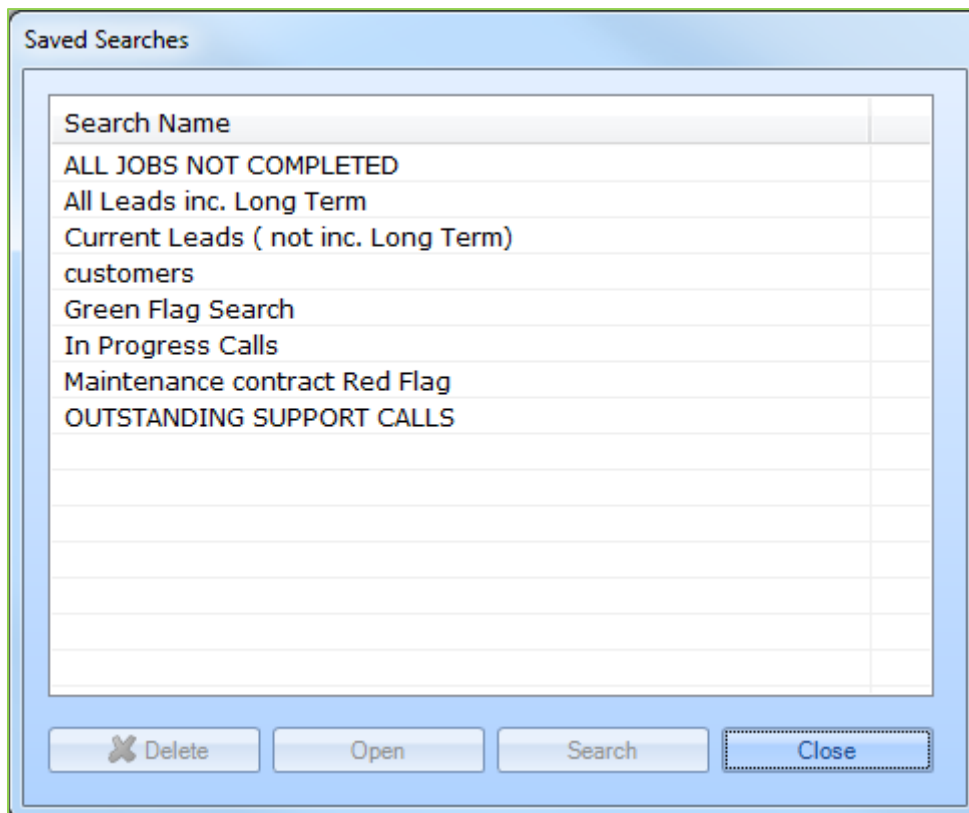 Saved Searches
Search Name
ALL JOBS NOT COMPLETED
All Leads inc. Long Term
Current Leads ( not inc. Long Term)
customers
Green Flag Search
In Progress Calls
Maintenance contract Red Flag
OUTSTANDING SUPPORT CALLS
Delete Open Search Close